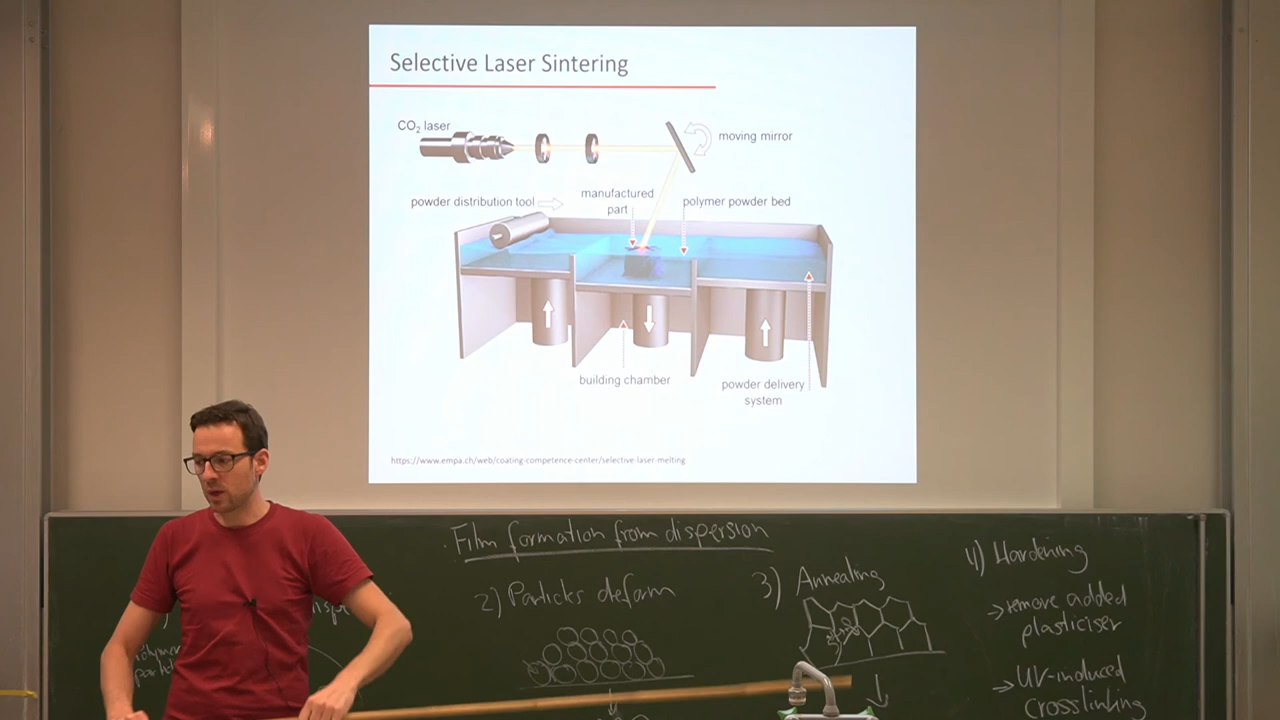 Selective Laser Sintering
CO2 laser
moving mirror
powder distribution tool
manufactured
part
polymer powder bed
building chamber
powder delivery
system
https://www.empa.ch/web/coating-competence-center/selective-laser-melting
Film formation from dispersion
2) Particles deform
3) Annealing
4) Hardening
→ remove added
plasticiser
→ UV-induced
crosslinking